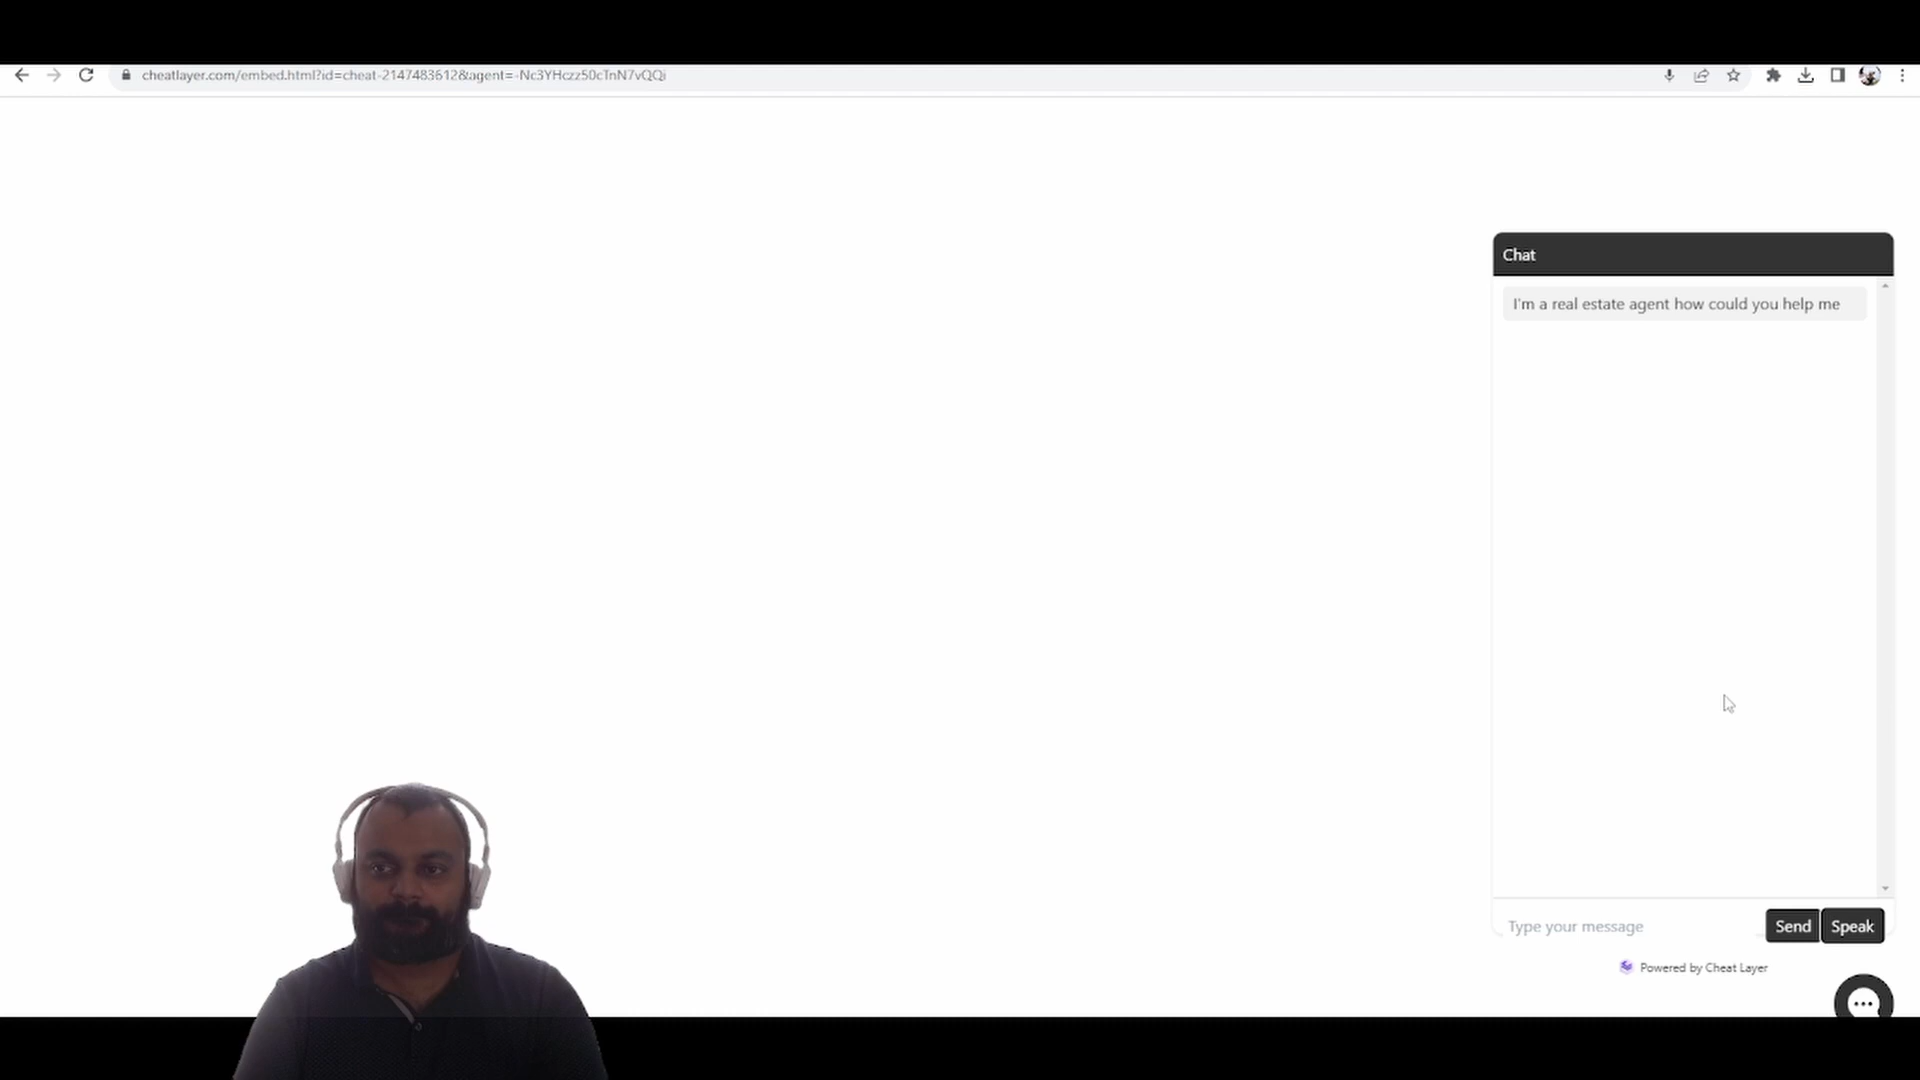 cheatlayer.com/embed.html?id=cheat-2147483612&agent=-Nc3YHczz50cTnN7vQQi
Chat
I'm a real estate agent how could you help me
Type your message
Send
Speak
Powered by Cheat Layer